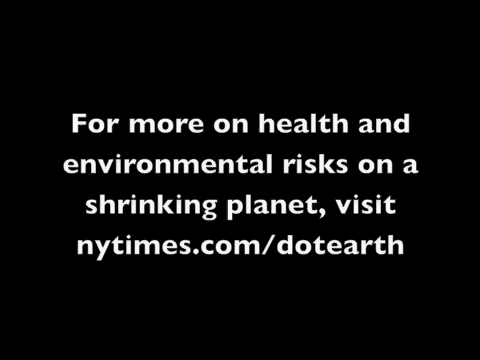 For more on health and
environmental risks on a
shrinking planet, visit
nytimes.com/dotearth